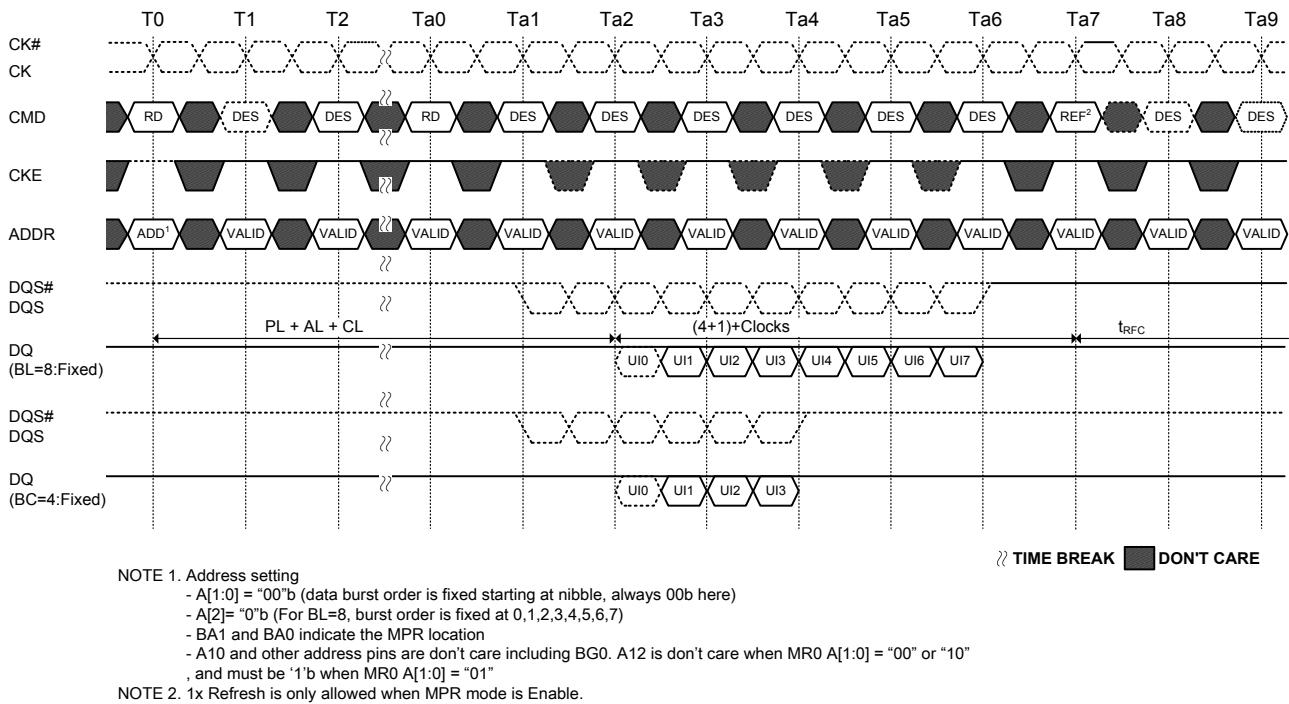 T0 T1 T2 Ta0 Ta1 Ta2 Ta3 Ta4 Ta5 Ta6 Ta7 Ta8 Ta9
CK#
CK
CMD RD DES DES RD DES DES DES DES DES DES REF2 DES DES
CKE
ADDR ADD1 VALID VALID VALID VALID VALID VALID VALID VALID VALID VALID VALID VALID
DQS#
DQS
PL + AL + CL (4+1)+Clocks tRFC
DQ
(BL=8:Fixed) UI0 UI1 UI2 UI3 UI4 UI5 UI6 UI7
DQS#
DQS
DQ
(BC=4:Fixed) UI0 UI1 UI2 UI3
TIME BREAK DON'T CARE
NOTE 1. Address setting
- A[1:0] = “00”b (data burst order is fixed starting at nibble, always 00b here)
- A[2]= “0”b (For BL=8, burst order is fixed at 0,1,2,3,4,5,6,7)
- BA1 and BA0 indicate the MPR location
- A10 and other address pins are don’t care including BG0. A12 is don’t care when MR0 A[1:0] = “00” or “10”
, and must be ‘1’b when MR0 A[1:0] = “01”
NOTE 2. 1x Refresh is only allowed when MPR mode is Enable.